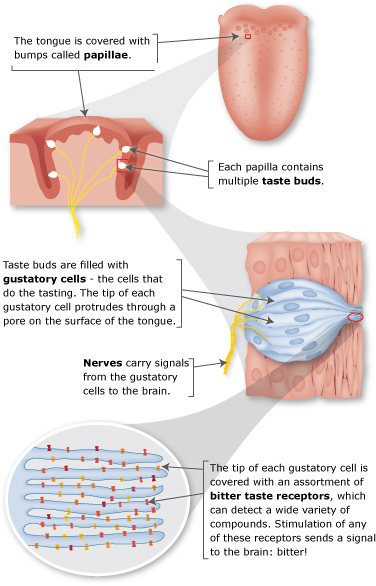 The tongue is covered with
bumps called papillae.
Each papilla contains
multiple taste buds.
Taste buds are filled with
gustatory cells - the cells that
do the tasting. The tip of each
gustatory cell protrudes through a
pore on the surface of the tongue.
Nerves carry signals
from the gustatory
cells to the brain.
The tip of each gustatory cell is
covered with an assortment of
bitter taste receptors, which
can detect a wide variety of
compounds. Stimulation of any
of these receptors sends a signal
to the brain: bitter!